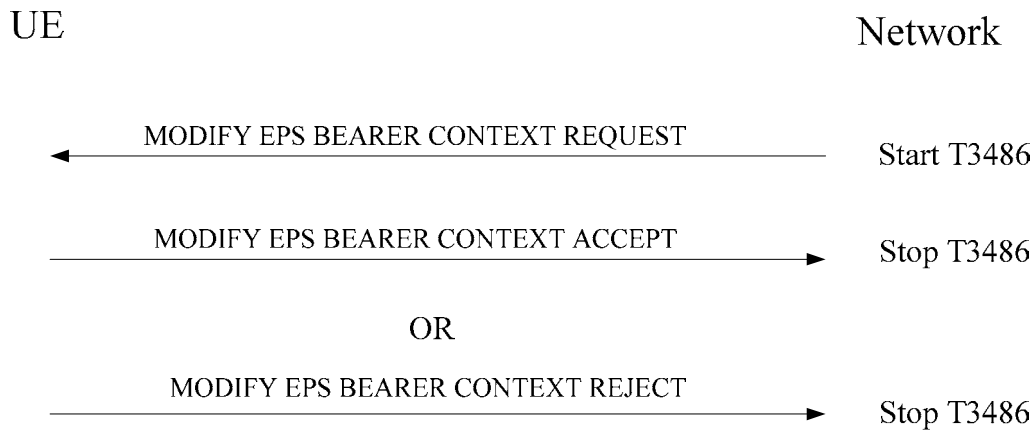 UE
Network
MODIFY EPS BEARER CONTEXT REQUEST
Start T3486
MODIFY EPS BEARER CONTEXT ACCEPT
Stop T3486
OR
MODIFY EPS BEARER CONTEXT REJECT
Stop T3486